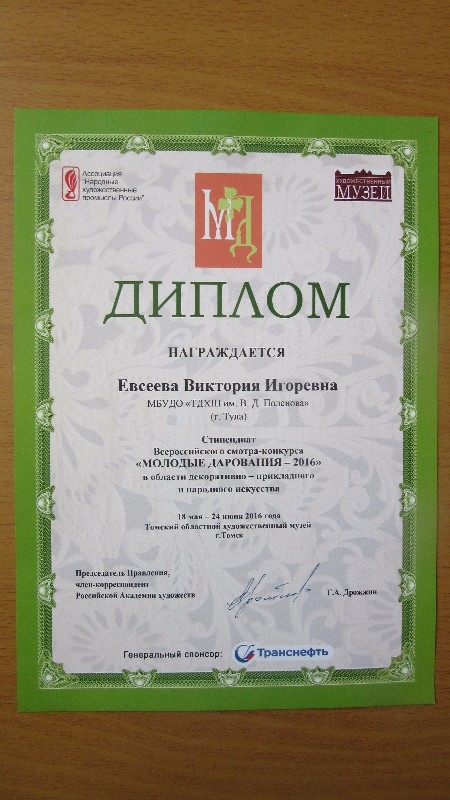 Ассоциация
"Народные
художественные
промыслы России"
ХУДОЖЕСТВЕННЫЙ
МУЗЕЙ
МД
ДИПЛОМ
НАГРАЖДАЕТСЯ
Евсеева Виктория Игоревна
МБУДО «ТДХШ им. В. Д. Поленова»
(г. Тула)
Стипендиат
Всероссийского смотра-конкурса
«МОЛОДЫЕ ДАРОВАНИЯ – 2016»
в области декоративно – прикладного
и народного искусства
18 мая – 24 июня 2016 года
Томский областной художественный музей
г.Томск
Председатель Правления,
член-корреспондент
Российской Академии художеств
Г.А. Дрожжин
Генеральный спонсор:
Транснефть